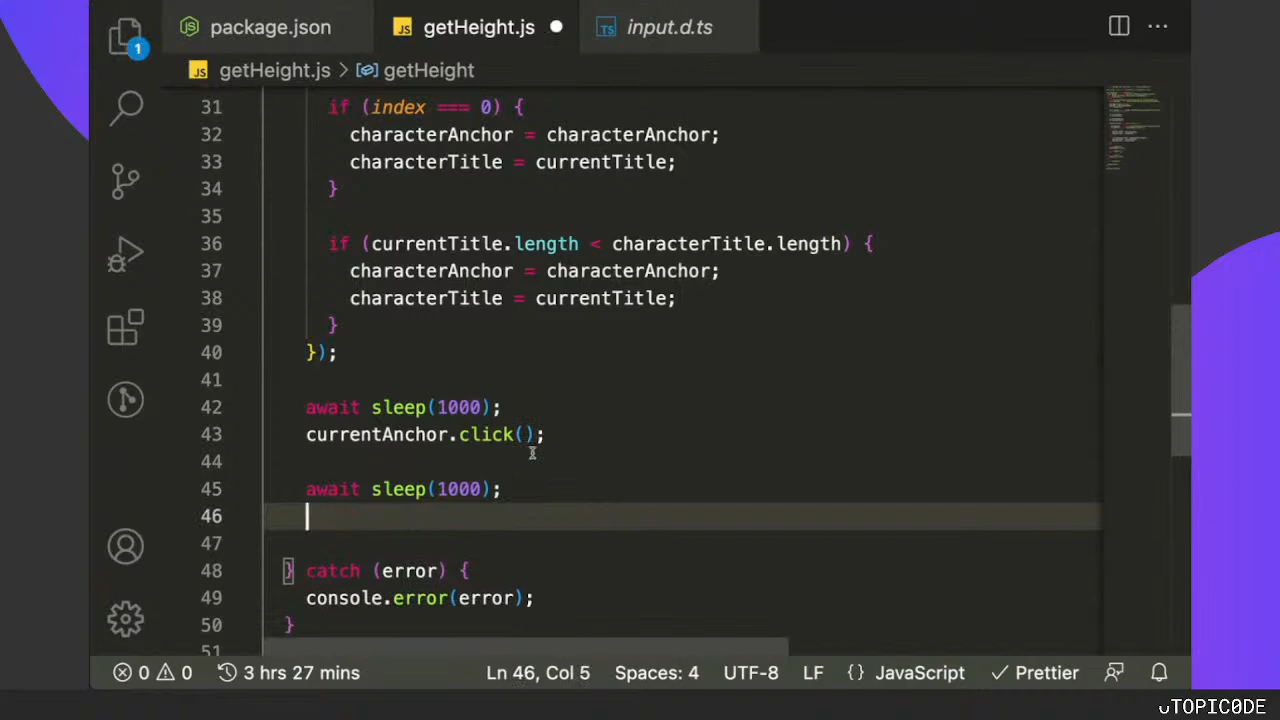 package.json
getHeight.js
input.d.ts
1
getHeight.js > getHeight
31 if (index === 0) {
32 characterAnchor = characterAnchor;
33 characterTitle = currentTitle;
34 }
35
36 if (currentTitle.length < characterTitle.length) {
37 characterAnchor = characterAnchor;
38 characterTitle = currentTitle;
39 }
40 });
41
42 await sleep(1000);
43 currentAnchor.click();
44
45 await sleep(1000);
46
47
48 } catch (error) {
49 console.error(error);
50 }
51
0 0 3 hrs 27 mins Ln 46, Col 5 Spaces: 4 UTF-8 LF {} JavaScript Prettier